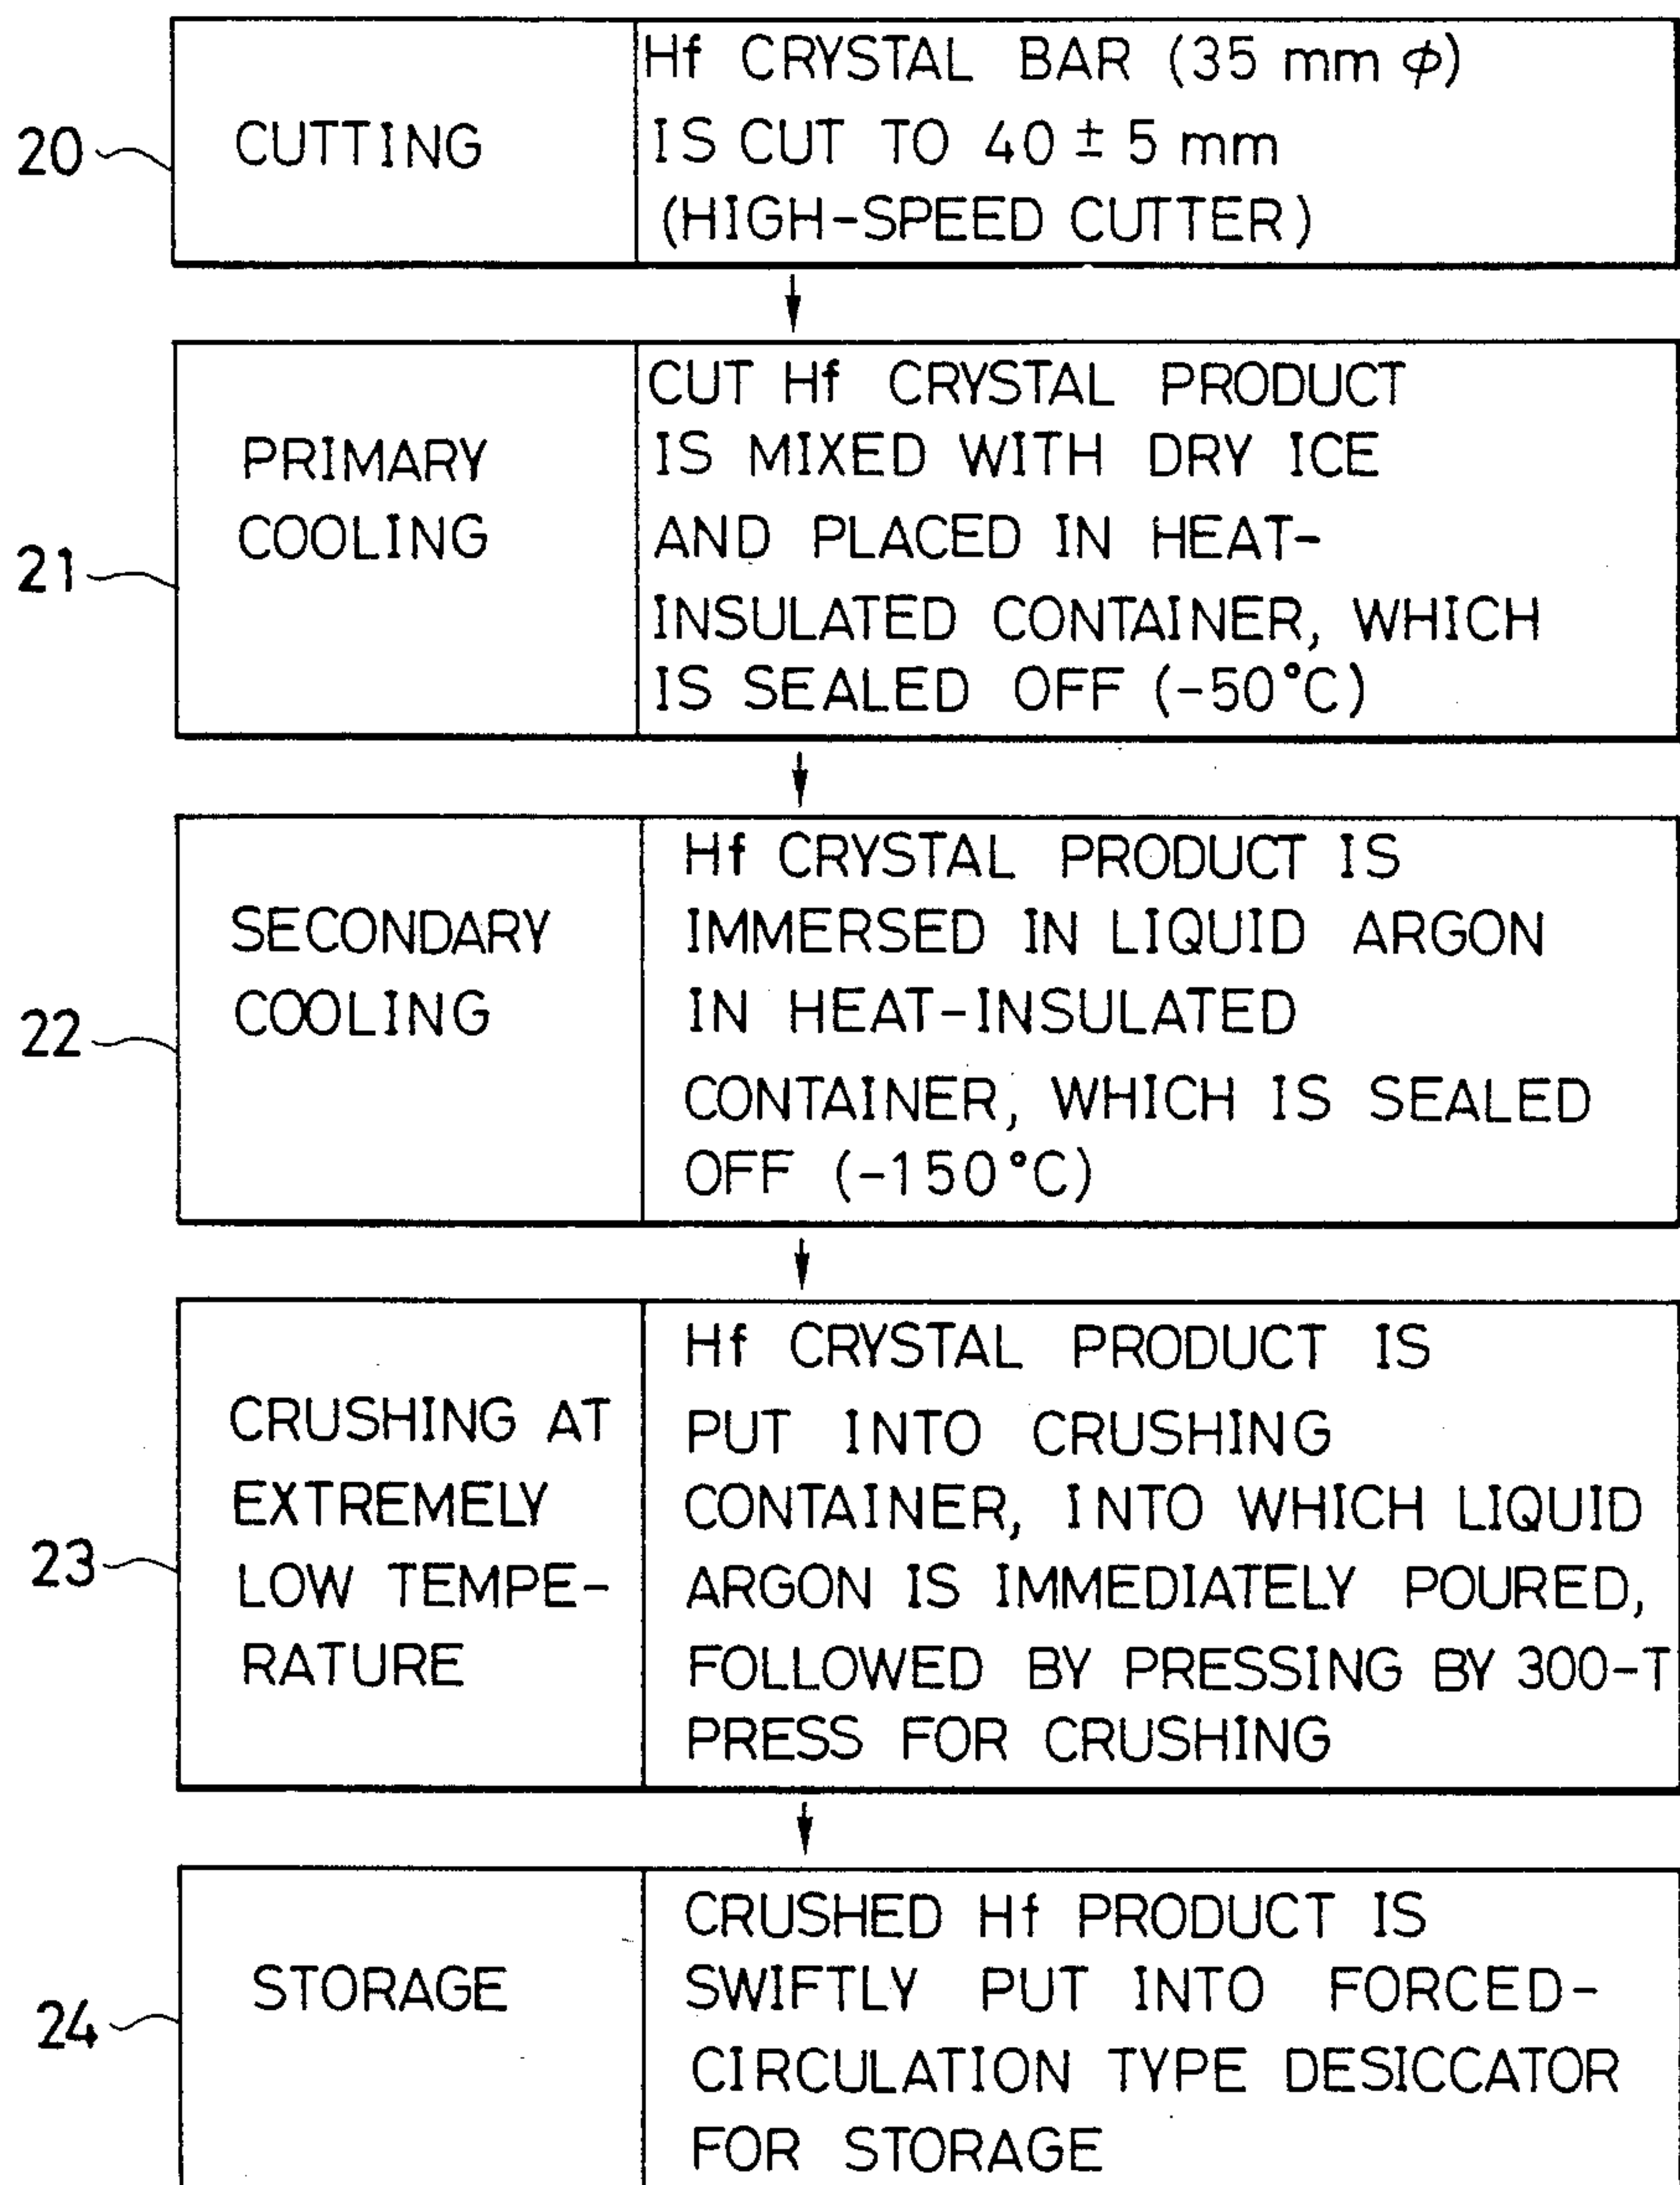 20
CUTTING
Hf CRYSTAL BAR (35 mm ϕ)
IS CUT TO 40 ± 5 mm
(HIGH-SPEED CUTTER)
21
PRIMARY
COOLING
CUT Hf CRYSTAL PRODUCT
IS MIXED WITH DRY ICE
AND PLACED IN HEAT-
INSULATED CONTAINER, WHICH
IS SEALED OFF (-50°C)
22
SECONDARY
COOLING
Hf CRYSTAL PRODUCT IS
IMMERSED IN LIQUID ARGON
IN HEAT-INSULATED
CONTAINER, WHICH IS SEALED
OFF (-150°C)
23
CRUSHING AT
EXTREMELY
LOW TEMPE-
RATURE
Hf CRYSTAL PRODUCT IS
PUT INTO CRUSHING
CONTAINER, INTO WHICH LIQUID
ARGON IS IMMEDIATELY POURED,
FOLLOWED BY PRESSING BY 300-T
PRESS FOR CRUSHING
24
STORAGE
CRUSHED Hf PRODUCT IS
SWIFTLY PUT INTO FORCED-
CIRCULATION TYPE DESICCATOR
FOR STORAGE